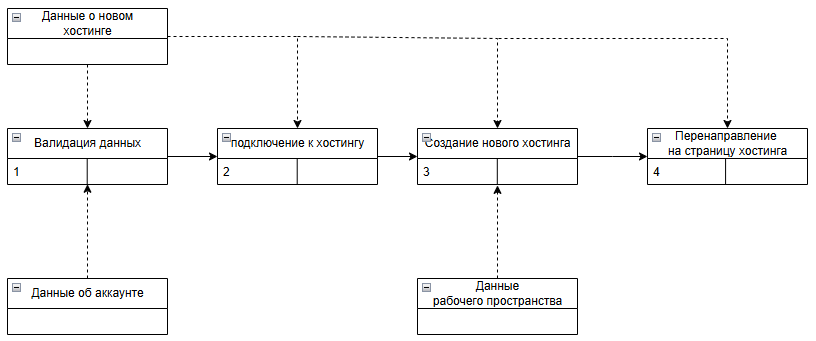 Данные о новом
хостинге
Валидация данных
подключение к хостингу
Создание нового хостинга
Перенаправление
на страницу хостинга
1
2
3
4
Данные об аккаунте
Данные
рабочего пространства